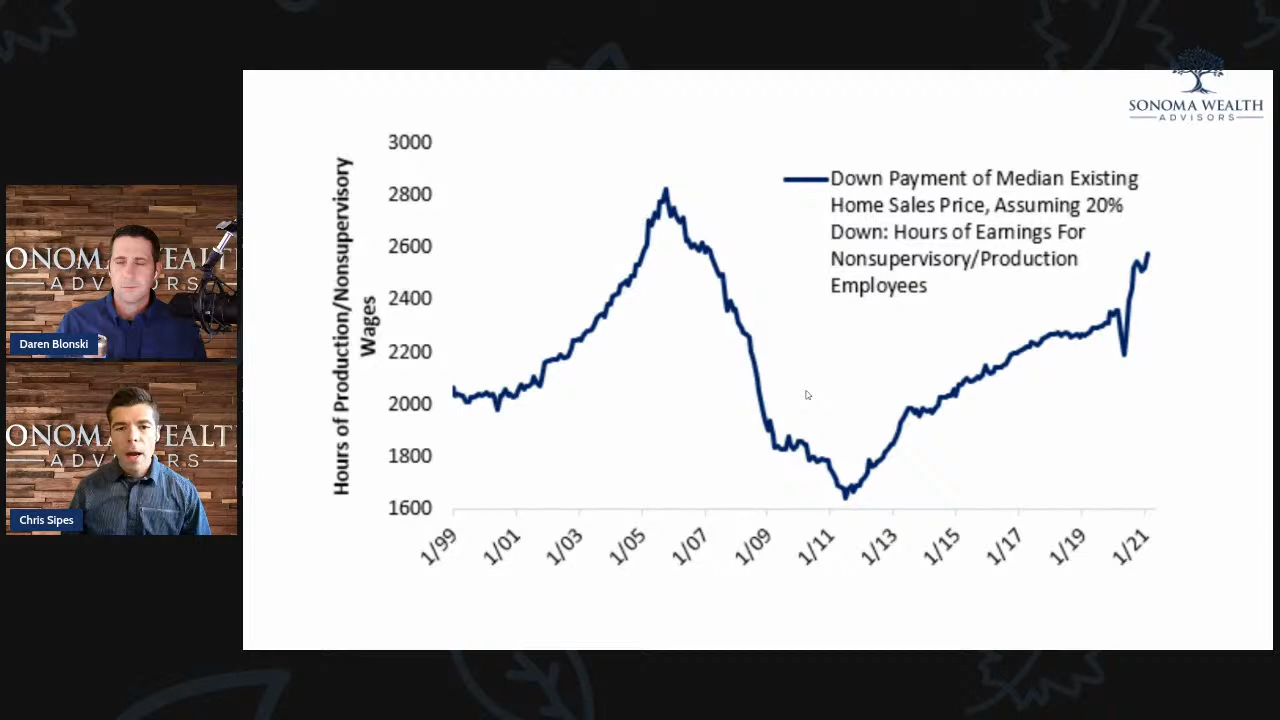 SONOMA WEALTH
ADVISORS
3000
2800
2600
2400
2200
2000
1800
1600
Hours of Production/Nonsupervisory
Wages
Down Payment of Median Existing
Home Sales Price, Assuming 20%
Down: Hours of Earnings For
Nonsupervisory/Production
Employees
1/99
1/01
1/03
1/05
1/07
1/09
1/11
1/13
1/15
1/17
1/19
1/21
Daren Blonski
Chris Sipes